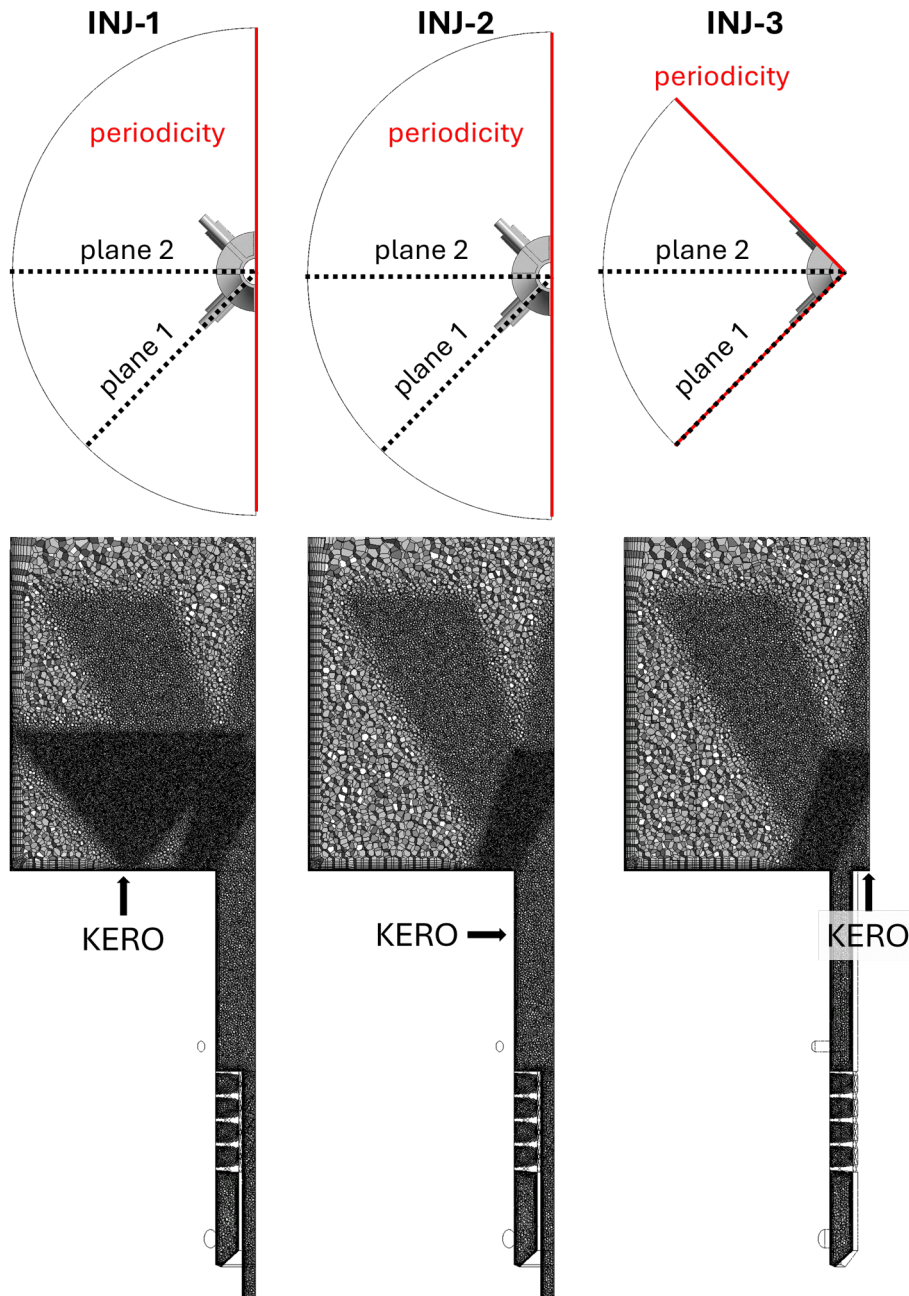 INJ-1
INJ-2
INJ-3
periodicity
periodicity
periodicity
plane 2
plane 2
plane 2
plane 1
plane 1
plane 1
KERO
KERO
KERO